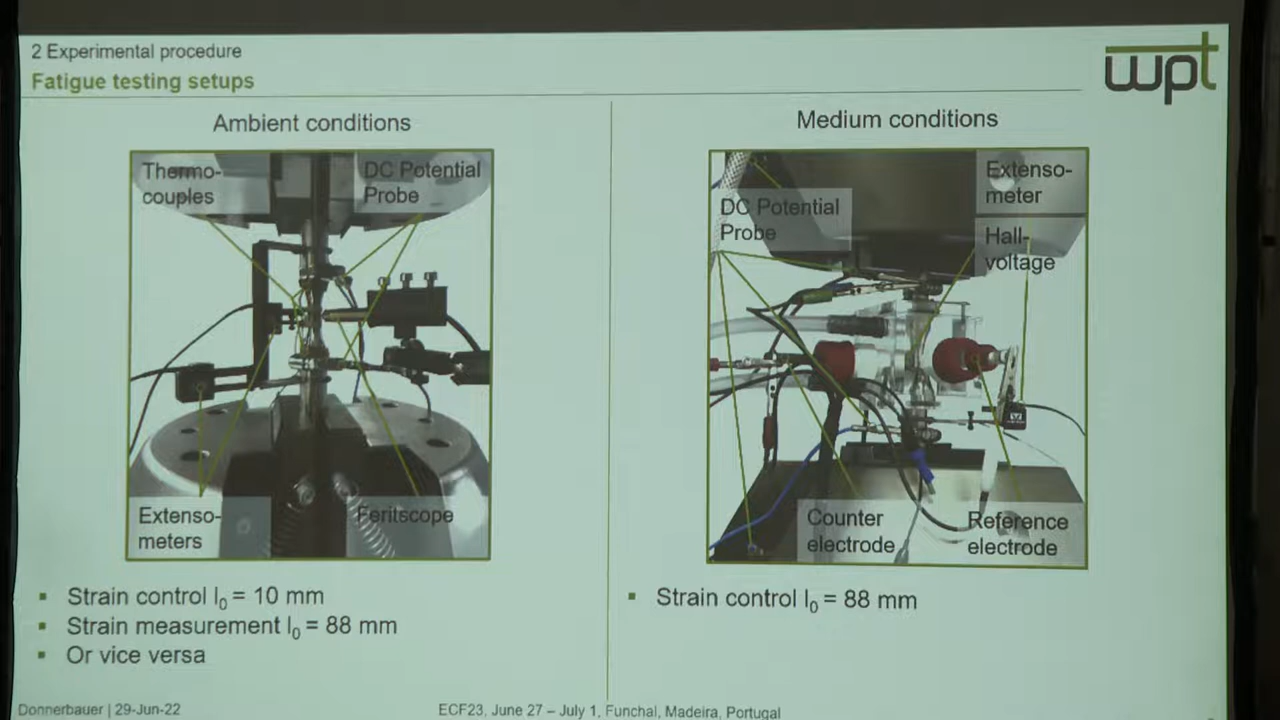 2 Experimental procedure
Fatigue testing setups
wpt
Ambient conditions
Thermo-
couples
DC Potential
Probe
Extenso-
meters
Feritscope
Strain control l₀ = 10 mm
Strain measurement l₀ = 88 mm
Or vice versa
Medium conditions
DC Potential
Probe
Extenso-
meter
Hall-
voltage
Counter
electrode
Reference
electrode
Strain control l₀ = 88 mm
Donnerbauer | 29-Jun-22
ECF23, June 27 – July 1, Funchal, Madeira, Portugal